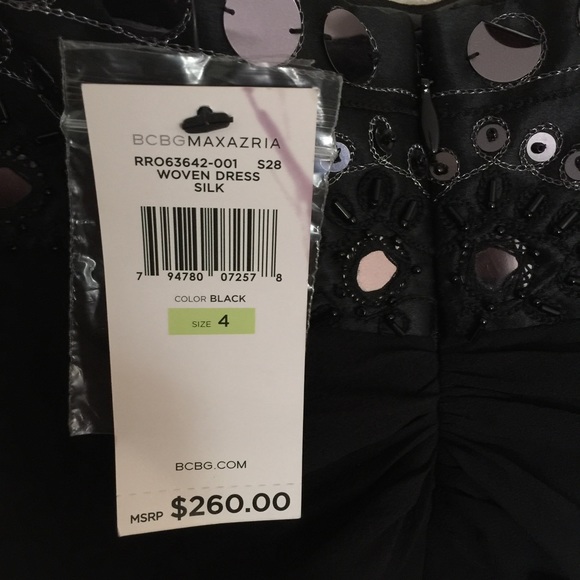 BCBGMAXAZRIA
RRO63642-001 S28
WOVEN DRESS
SILK
7 94780 07257 8
COLOR BLACK
SIZE 4
BCBG.COM
MSRP $260.00